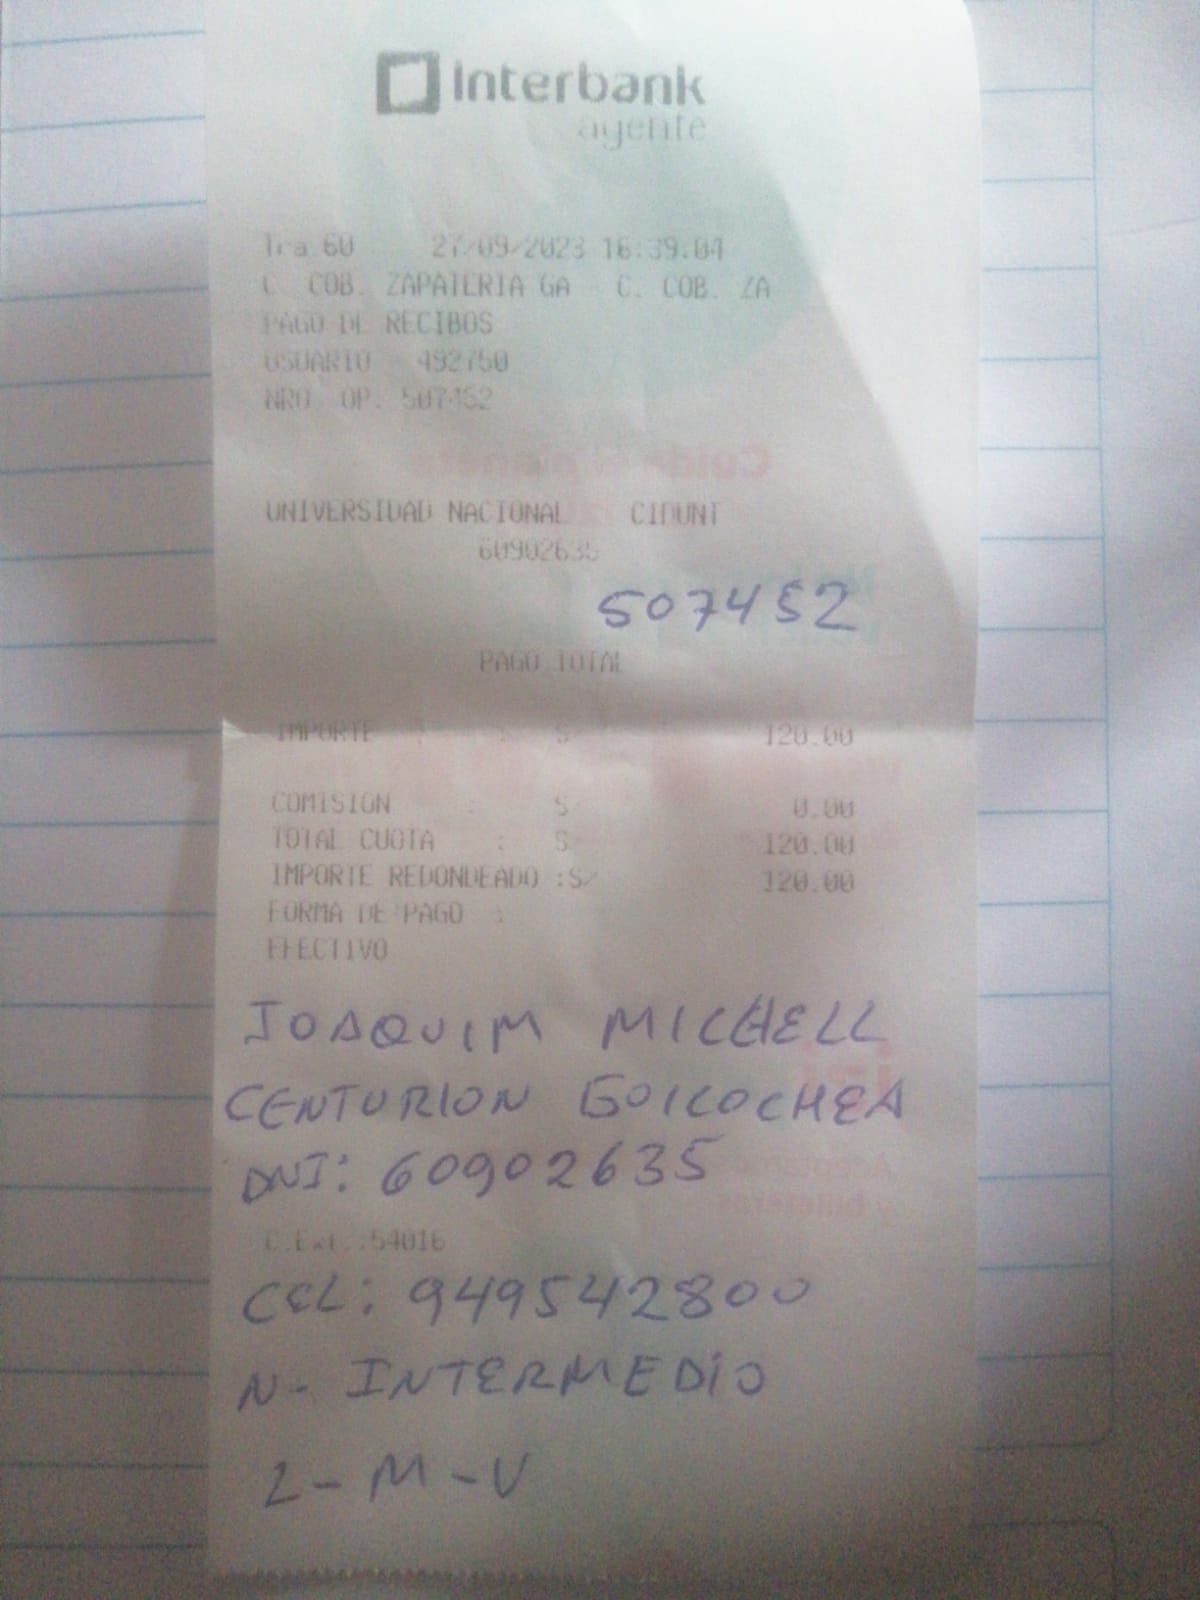 Interbank
agente
Tra 60 27/09/2023 16:39:04
C. COB. ZAPATERIA GA - C. COB. ZA
PAGO DE RECIBOS
USUARIO - 492750
NRO. OP: 507452
UNIVERSIDAD NACIONAL CIDUNT
60902635
507452
PAGO TOTAL
IMPORTE : S/ 120.00
COMISION : S/ 0.00
TOTAL CUOTA : S/ 120.00
IMPORTE REDONDEADO :S/ 120.00
FORMA DE PAGO :
EFECTIVO
JOAQUIM MICHELL
CENTURION GOICOCHEA
DNI: 60902635
C.Ext.:54016
CEL: 949542800
N- INTERMEDIO
L-M-V